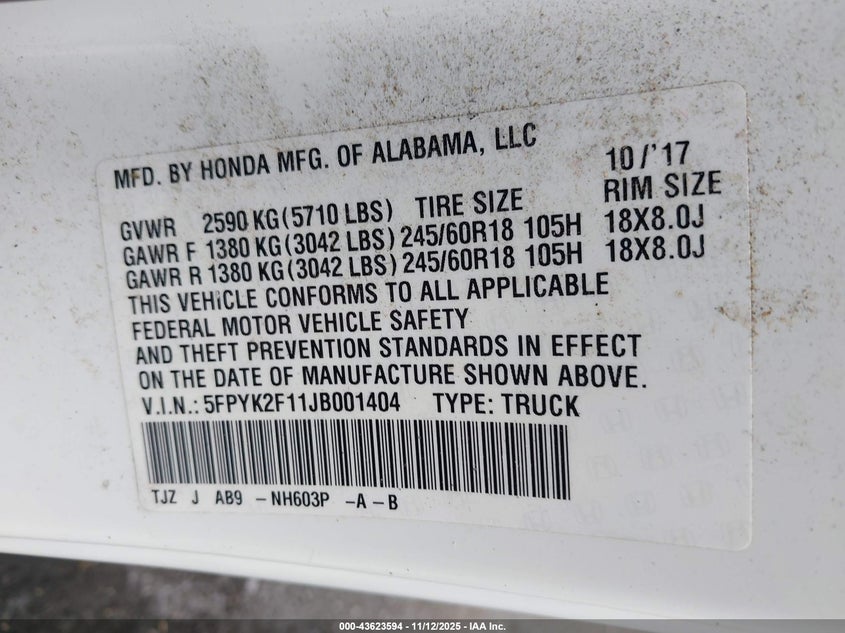 MFD. BY HONDA MFG. OF ALABAMA, LLC 10/'17
GVWR 2590 KG(5710 LBS) TIRE SIZE RIM SIZE
GAWR F 1380 KG(3042 LBS) 245/60R18 105H 18X8.0J
GAWR R 1380 KG(3042 LBS) 245/60R18 105H 18X8.0J
THIS VEHICLE CONFORMS TO ALL APPLICABLE
FEDERAL MOTOR VEHICLE SAFETY
AND THEFT PREVENTION STANDARDS IN EFFECT
ON THE DATE OF MANUFACTURE SHOWN ABOVE.
V.I.N.: 5FPYK2F11JB001404 TYPE: TRUCK
TJZ J AB9 -NH603P -A-B
000-43623594 - 11/12/2025 - IAA Inc.